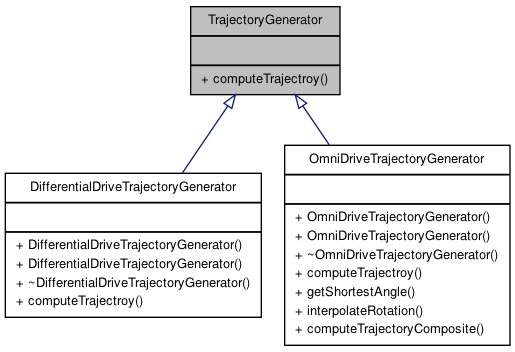 TrajectoryGenerator
+ computeTrajectroy()
DifferentialDriveTrajectoryGenerator
+ DifferentialDriveTrajectoryGenerator()
+ DifferentialDriveTrajectoryGenerator()
+ ~DifferentialDriveTrajectoryGenerator()
+ computeTrajectroy()
OmniDriveTrajectoryGenerator
+ OmniDriveTrajectoryGenerator()
+ OmniDriveTrajectoryGenerator()
+ ~OmniDriveTrajectoryGenerator()
+ computeTrajectroy()
+ getShortestAngle()
+ interpolateRotation()
+ computeTrajectoryComposite()